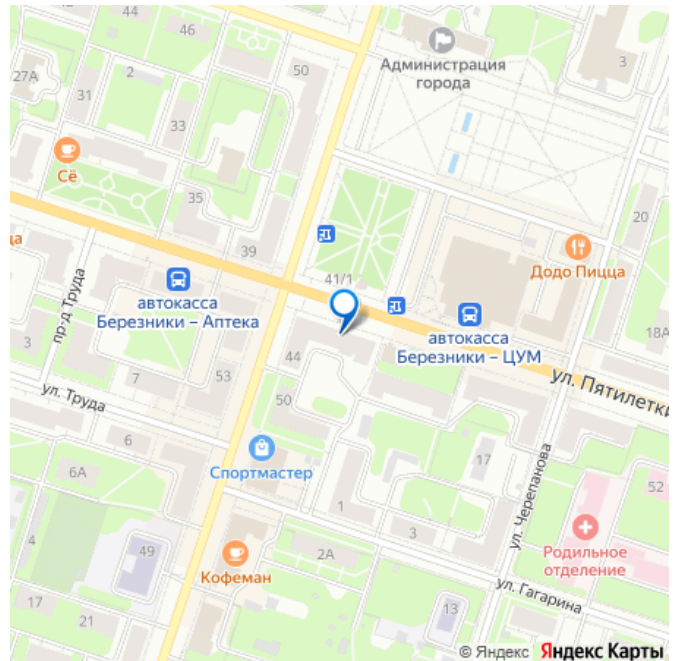 50
Администрация
города
3
27А
2
46
31
33
Сё
35
20
39
Додо Пицца
ца
41/1
автокасса
Березники – Аптека
автокасса
Березники – ЦУМ
18А
пр-д Труда
3
44
53
7
ул. Пятилетки
ул. Труда
50
6
17
Спортмастер
6А
ул. Черепанова
52
1
3
Родильное
отделение
4
49
2А
Кофеман
ул. Гагарина
17
21
13
© Яндекс Яндекс Карты